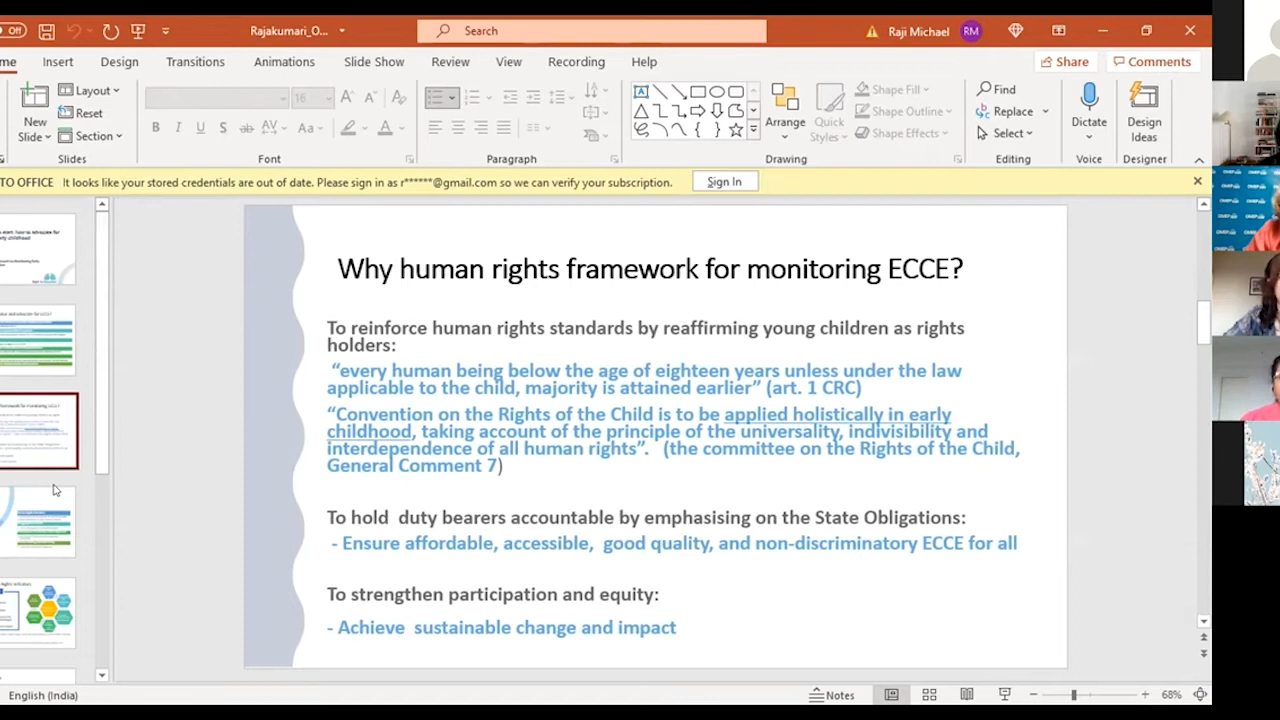 Off
Rajakumari_O...
Search
Raji Michael
RM
me
Insert
Design
Transitions
Animations
Slide Show
Review
View
Recording
Help
Share
Comments
New
Slide
Layout
Reset
Section
Slides
16
B I U S ab AV Aa A
Font
Paragraph
Arrange
Quick
Styles
Shape Fill
Shape Outline
Shape Effects
Drawing
Find
Replace
Select
Editing
Dictate
Voice
Design
Ideas
Designer
TO OFFICE It looks like your stored credentials are out of date. Please sign in as r******@gmail.com so we can verify your subscription.
Sign In
Why human rights framework for monitoring ECCE?
To reinforce human rights standards by reaffirming young children as rights
holders:
“every human being below the age of eighteen years unless under the law
applicable to the child, majority is attained earlier” (art. 1 CRC)
“Convention on the Rights of the Child is to be applied holistically in early
childhood, taking account of the principle of the universality, indivisibility and
interdependence of all human rights”. (the committee on the Rights of the Child,
General Comment 7)
To hold duty bearers accountable by emphasising on the State Obligations:
- Ensure affordable, accessible, good quality, and non-discriminatory ECCE for all
To strengthen participation and equity:
- Achieve sustainable change and impact
English (India)
Notes
68%